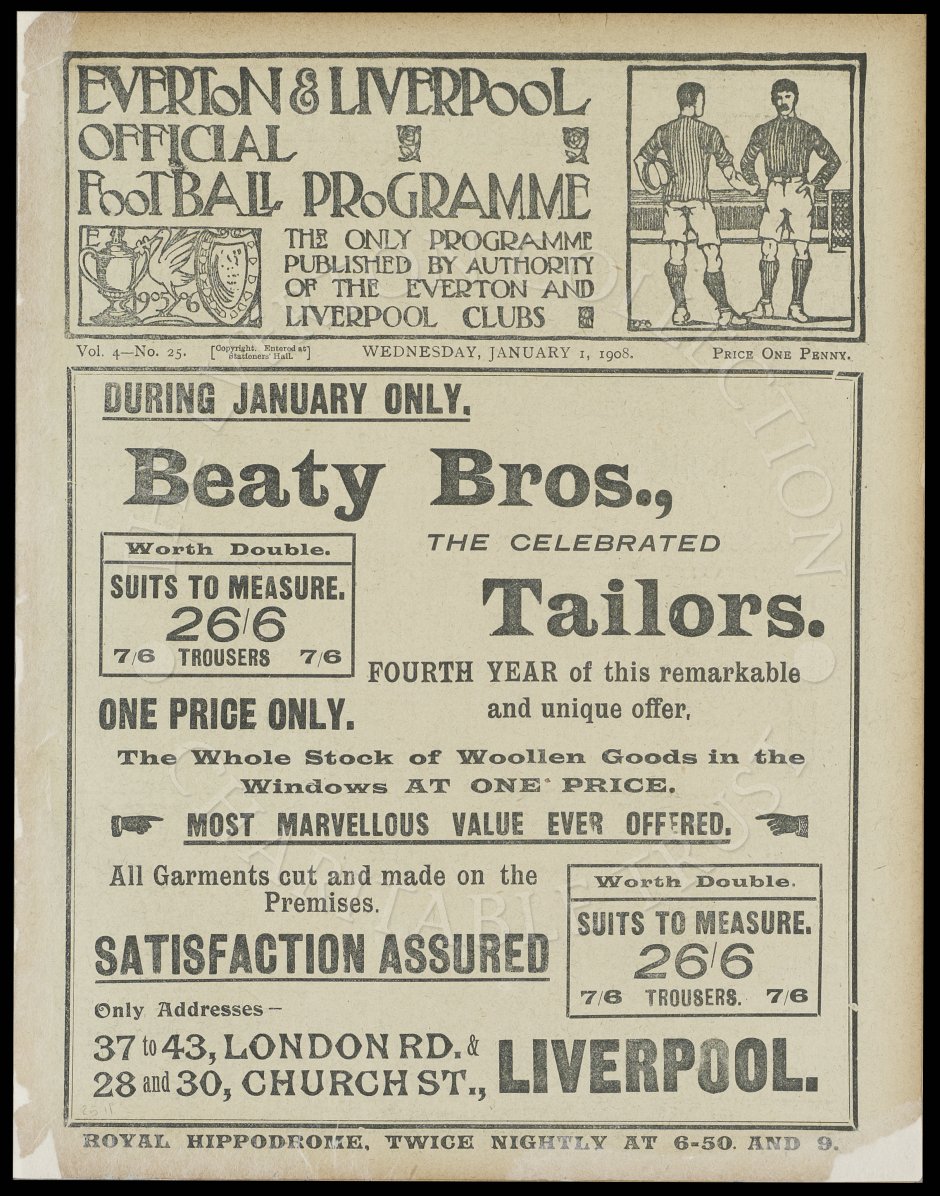 EVERTON & LIVERPOOL
OFFICIAL
FOOTBALL PROGRAMME
THE ONLY PROGRAMME
PUBLISHED BY AUTHORITY
OF THE EVERTON AND
LIVERPOOL CLUBS
1905 6
Vol. 4—No. 25. [Copyright. Entered at Stationers' Hall.] WEDNESDAY, JANUARY 1, 1908. PRICE ONE PENNY.
DURING JANUARY ONLY.
Beaty Bros.,
THE CELEBRATED
Tailors.
Worth Double.
SUITS TO MEASURE.
26/6
7/6 TROUSERS 7/6
FOURTH YEAR of this remarkable
and unique offer,
ONE PRICE ONLY.
The Whole Stock of Woollen Goods in the
Windows AT ONE PRICE.
MOST MARVELLOUS VALUE EVER OFFERED.
All Garments cut and made on the
Premises.
SATISFACTION ASSURED
Worth Double.
SUITS TO MEASURE.
26/6
7/6 TROUSERS. 7/6
Only Addresses—
37 to 43, LONDON RD. &
28 and 30, CHURCH ST., LIVERPOOL.
ROYAL HIPPODROME, TWICE NIGHTLY AT 6-50. AND 9.